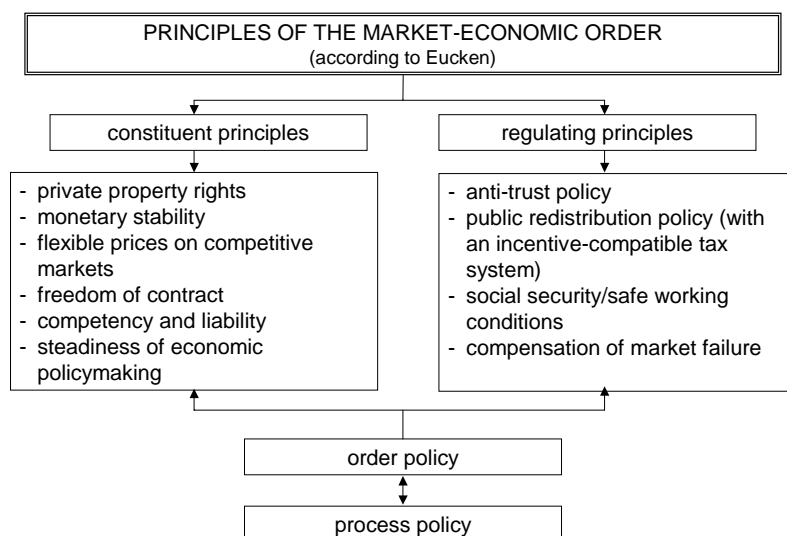 PRINCIPLES OF THE MARKET-ECONOMIC ORDER
(according to Eucken)
constituent principles
regulating principles
- private property rights
- monetary stability
- flexible prices on competitive
markets
- freedom of contract
- competency and liability
- steadiness of economic
policymaking
- anti-trust policy
- public redistribution policy (with
an incentive-compatible tax
system)
- social security/safe working
conditions
- compensation of market failure
order policy
process policy